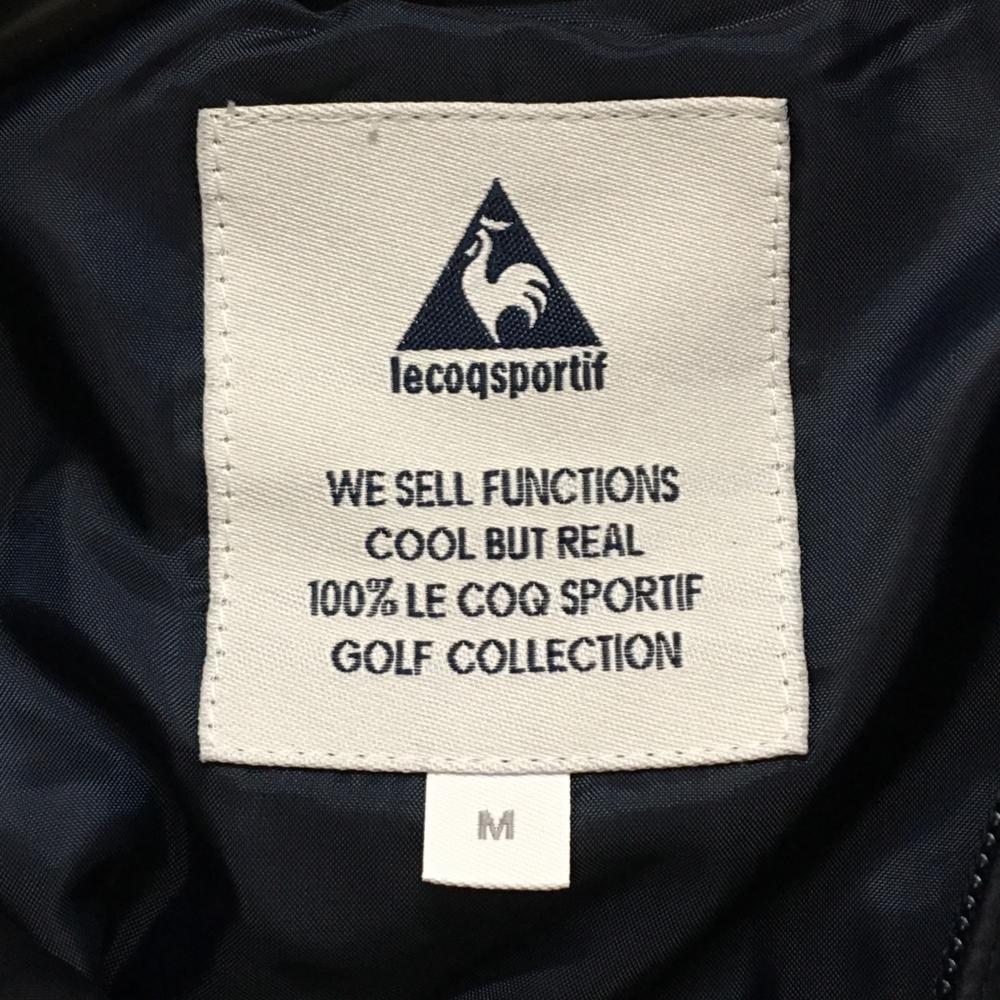 lecoqsportif
WE SELL FUNCTIONS
COOL BUT REAL
100% LE COQ SPORTIF
GOLF COLLECTION
M